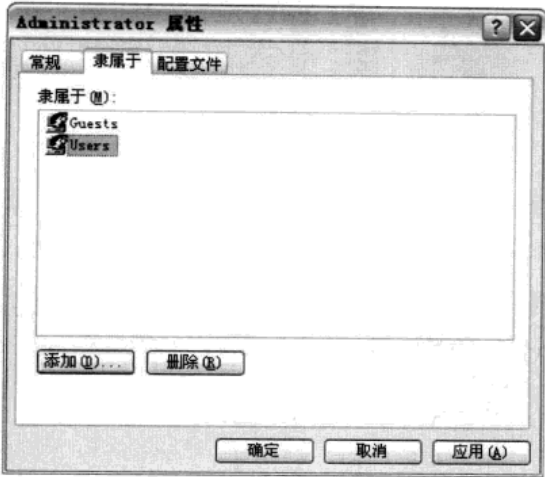 Administrator 属性
常规 隶属于 配置文件
隶属于(M):
Guests
Users
添加(D)... 删除(R)
确定 取消 应用(A)